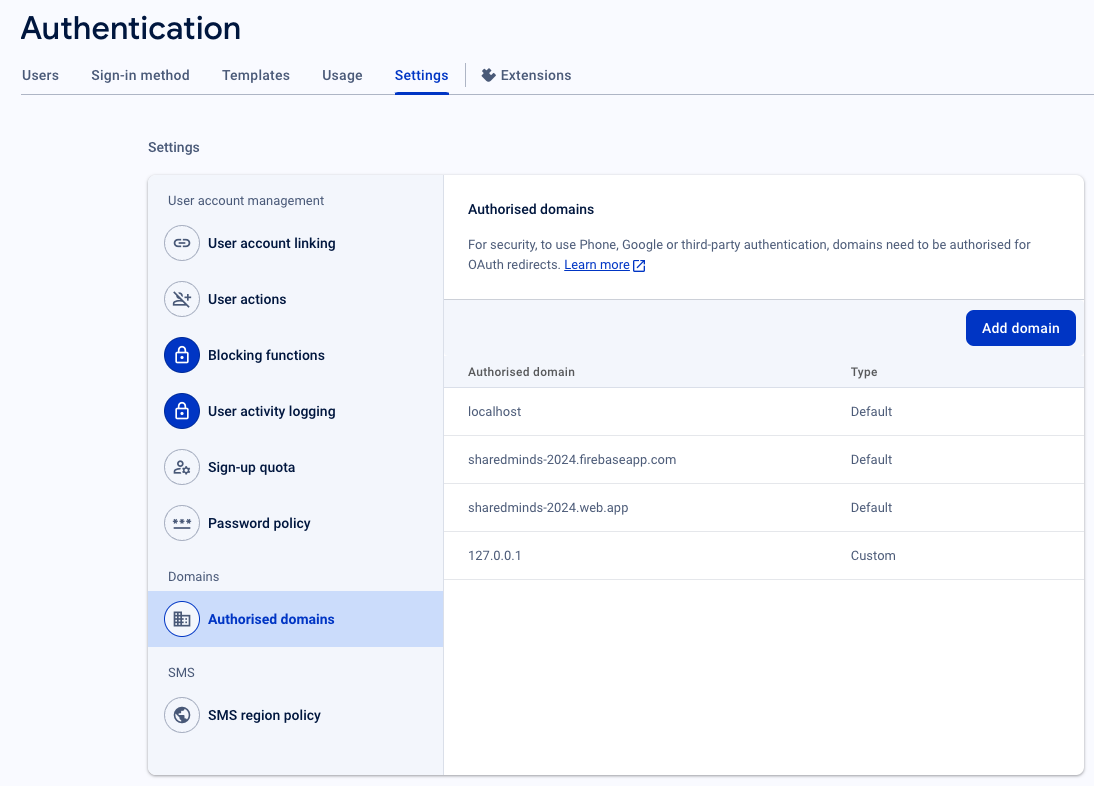 Authentication
Users
Sign-in method
Templates
Usage
Settings
Extensions
Settings
User account management
User account linking
User actions
Blocking functions
User activity logging
Sign-up quota
Password policy
Domains
Authorised domains
SMS
SMS region policy
Authorised domains
For security, to use Phone, Google or third-party authentication, domains need to be authorised for
OAuth redirects. Learn more
Add domain
Authorised domain Type
localhost Default
sharedminds-2024.firebaseapp.com Default
sharedminds-2024.web.app Default
127.0.0.1 Custom